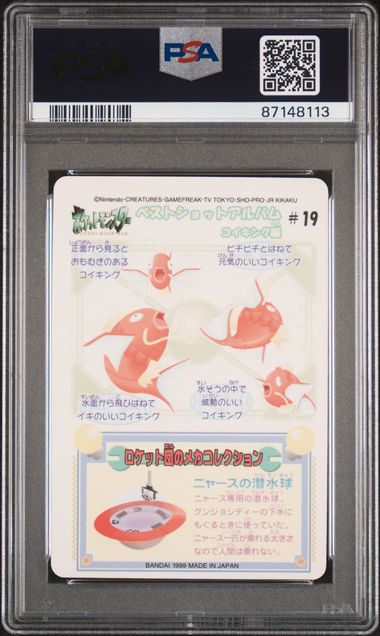 PSA
PSA
87148113
©Nintendo・CREATURES・GAMEFREAK・TV TOKYO・SHO-PRO・JR KIKAKU
ポケットモンスター
ベストショットアルバム
コイキング編
#19
正面から見ると
おもむきのある
コイキング
ピチピチとはねて
元気のいいコイキング
水面から飛びはねて
イキのいいコイキング
水そうの中で
威勢のいい
コイキング
ロケット団のメカコレクション
ニャースの潜水球
ニャース専用の潜水球。
グンジョシティーの下水に
もぐるときに使っていた。
ニャース一匹が乗れる大きさ
なので人間は乗れない。
BANDAI 1999 MADE IN JAPAN